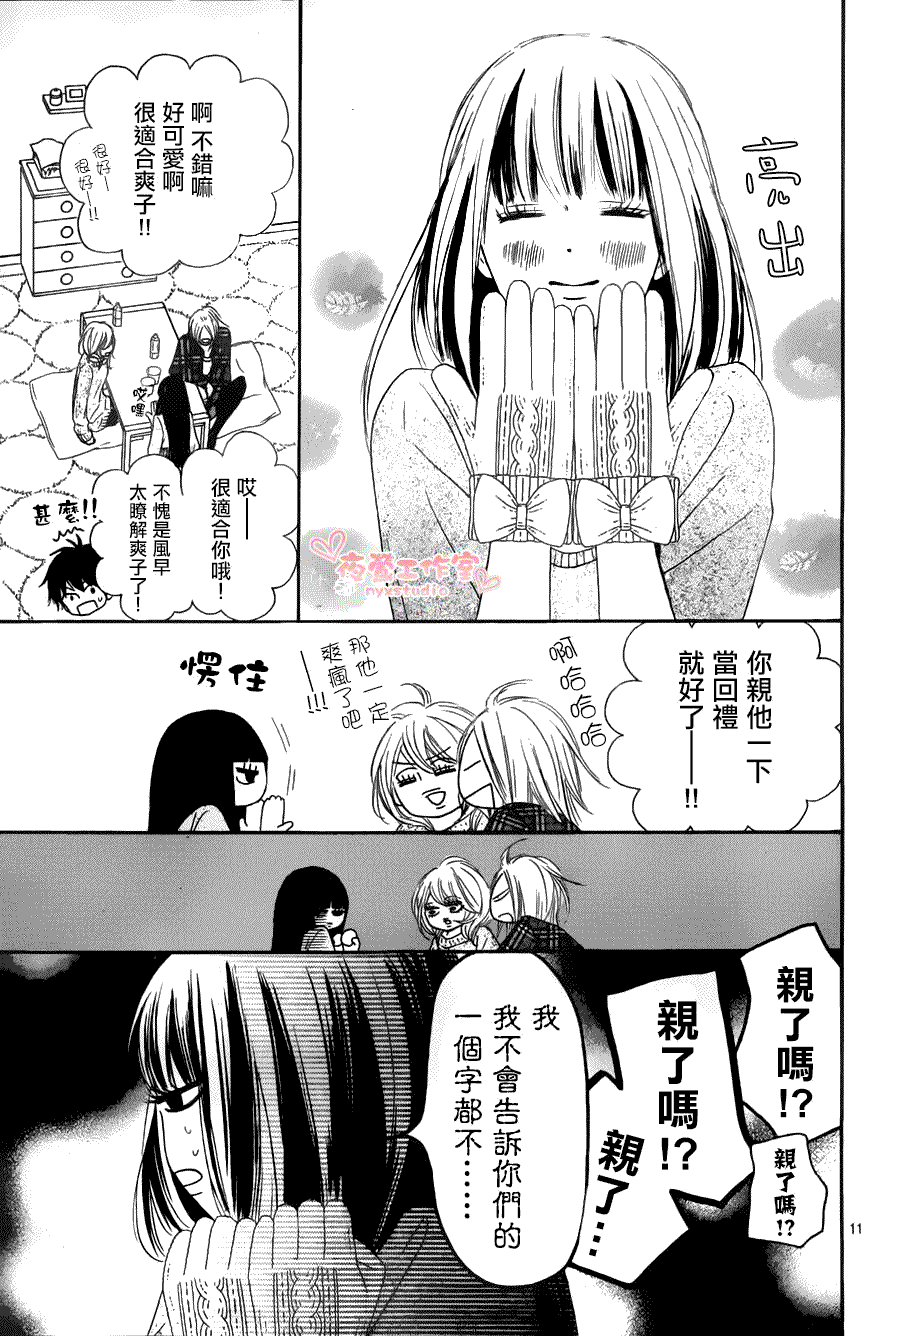 亮出
啊 不錯嘛
好可愛啊
很適合爽子!!
很好—
很好—!!
哎嘿
哎——
很適合你哦!
不愧是風早
太瞭解爽子了!
甚麼!!
夜鶯工作室
nyxstudio
你親他一下
當回禮
就好了——!!
啊哈哈哈
那他一定
爽瘋了吧
——!!!
愣住
親了嗎!?
親了嗎!?
親了嗎!?
親了…
我
我不會告訴你們的
一個字都不……
11